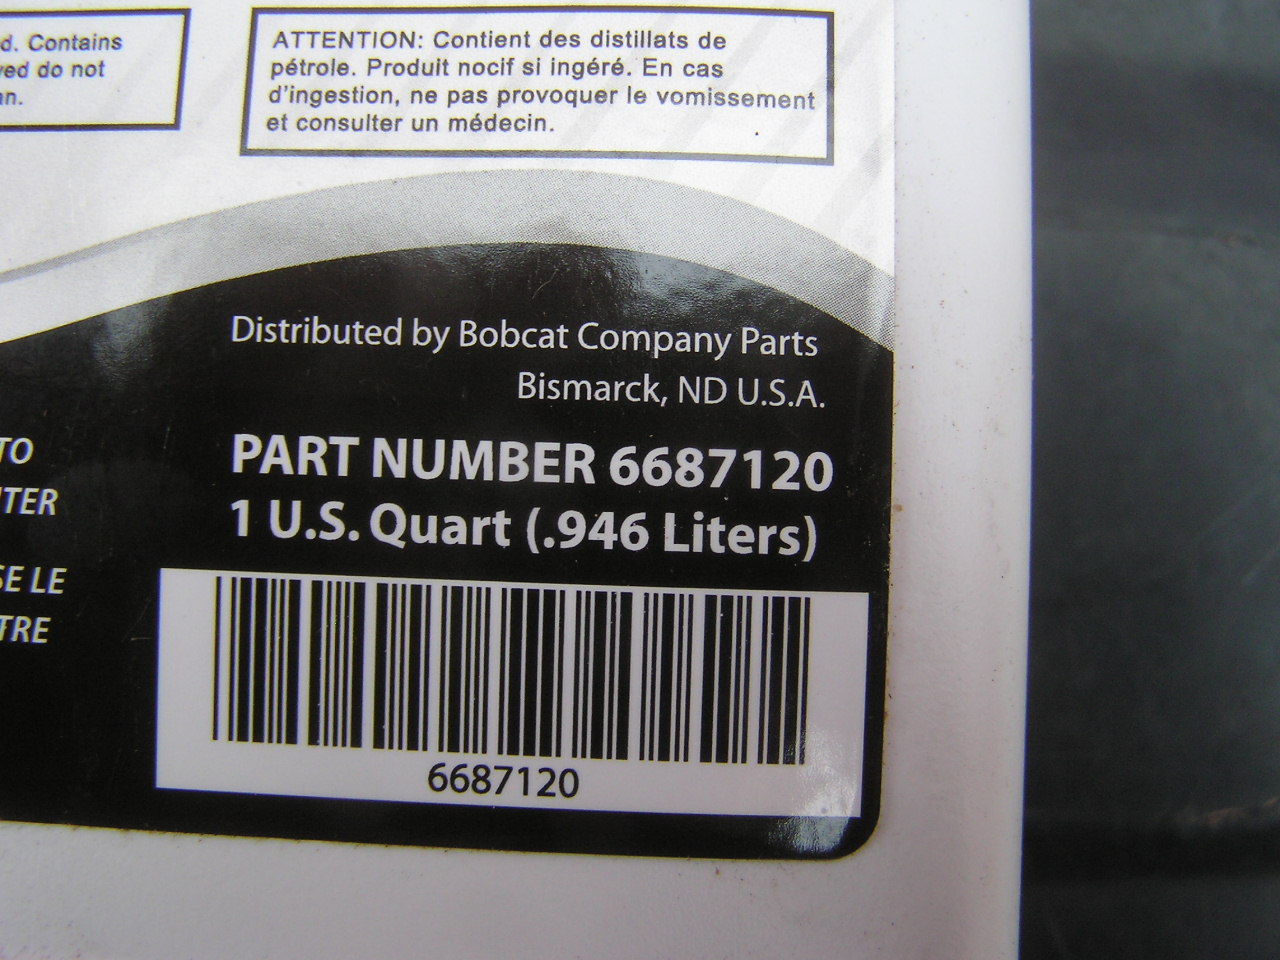 d. Contains
ved do not
an.
ATTENTION: Contient des distillats de
pétrole. Produit nocif si ingéré. En cas
d'ingestion, ne pas provoquer le vomissement
et consulter un médecin.
Distributed by Bobcat Company Parts
Bismarck, ND U.S.A.
PART NUMBER 6687120
1 U.S. Quart (.946 Liters)
TO
TER
SE LE
TRE
6687120